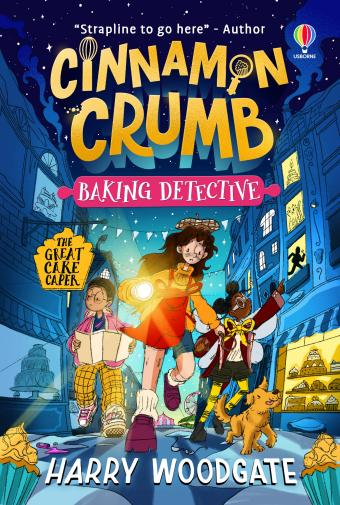 "Strapline to go here" - Author
USBORNE
CINNAMON
CRUMB
BAKING DETECTIVE
THE
GREAT
CAKE
CAPER
HARRY WOODGATE